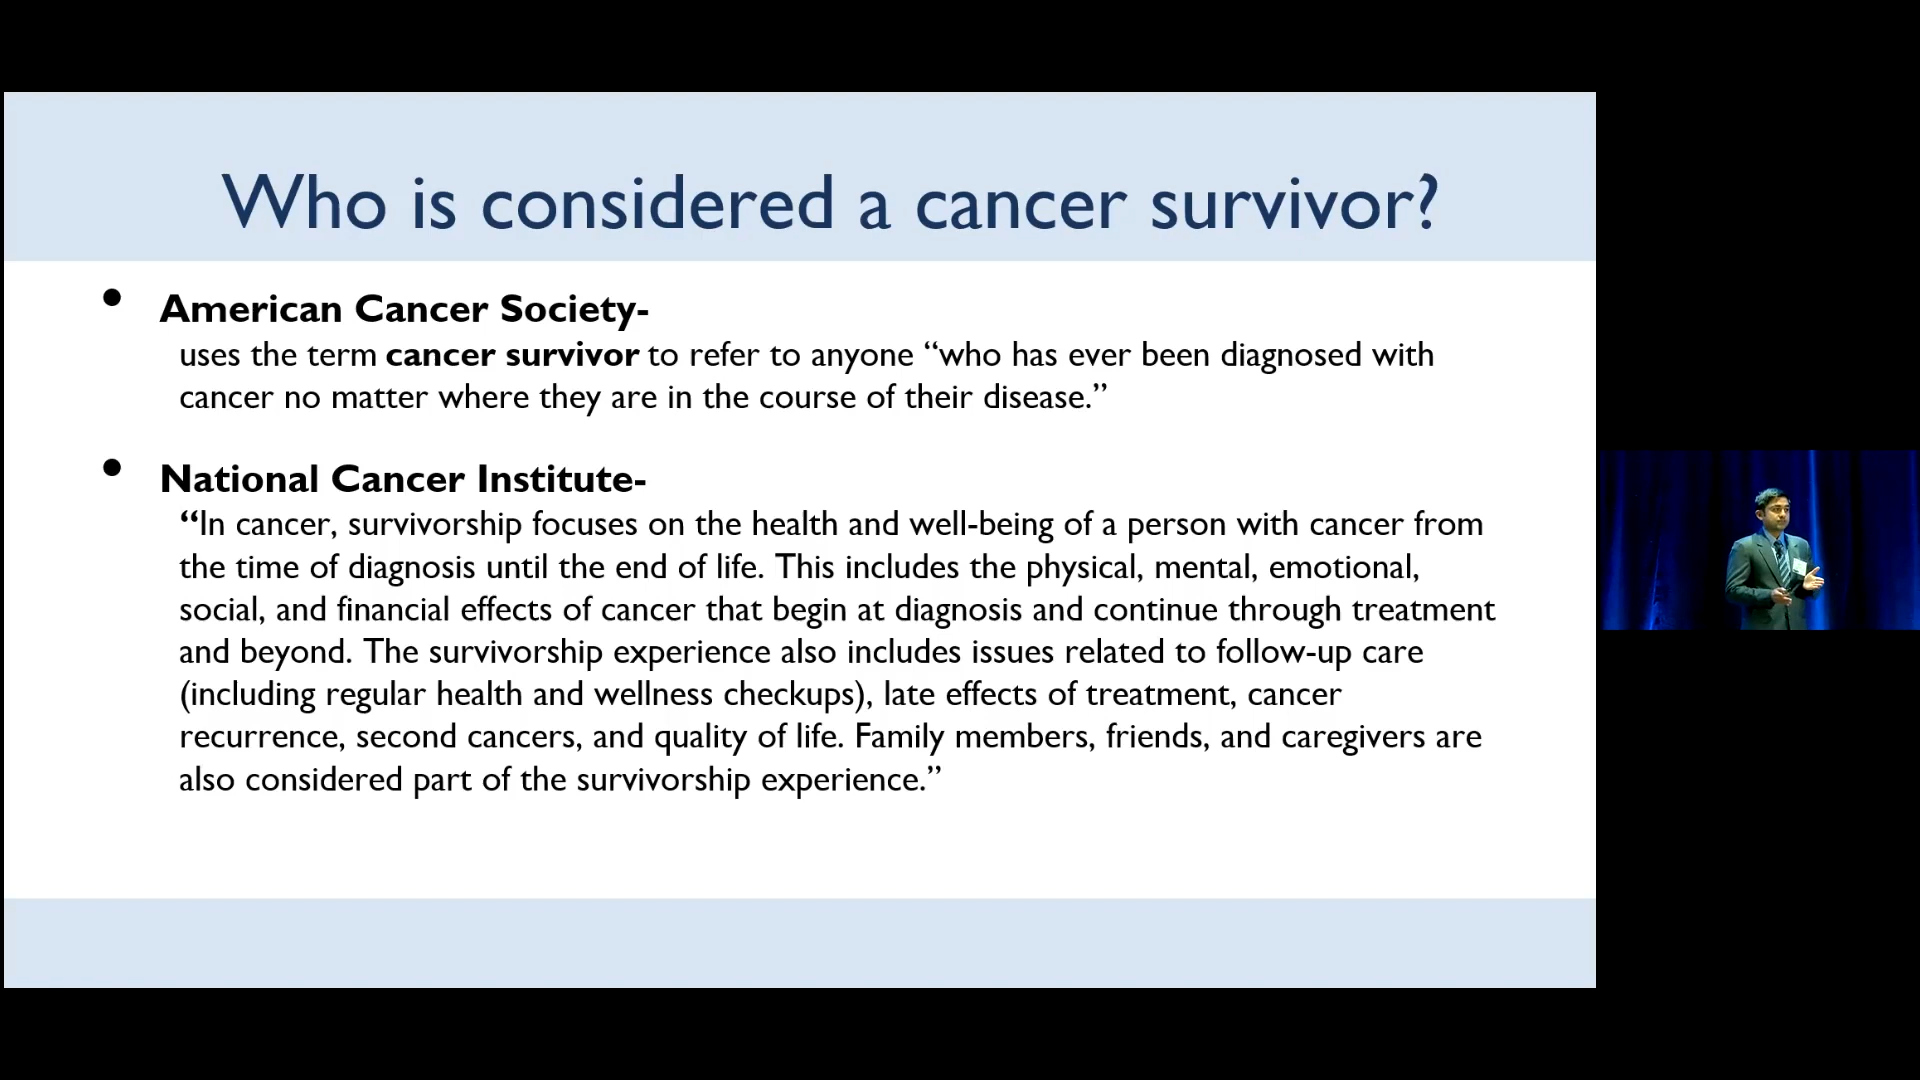 Who is considered a cancer survivor?
• American Cancer Society-
uses the term cancer survivor to refer to anyone “who has ever been diagnosed with
cancer no matter where they are in the course of their disease.”
• National Cancer Institute-
“In cancer, survivorship focuses on the health and well-being of a person with cancer from
the time of diagnosis until the end of life. This includes the physical, mental, emotional,
social, and financial effects of cancer that begin at diagnosis and continue through treatment
and beyond. The survivorship experience also includes issues related to follow-up care
(including regular health and wellness checkups), late effects of treatment, cancer
recurrence, second cancers, and quality of life. Family members, friends, and caregivers are
also considered part of the survivorship experience.”